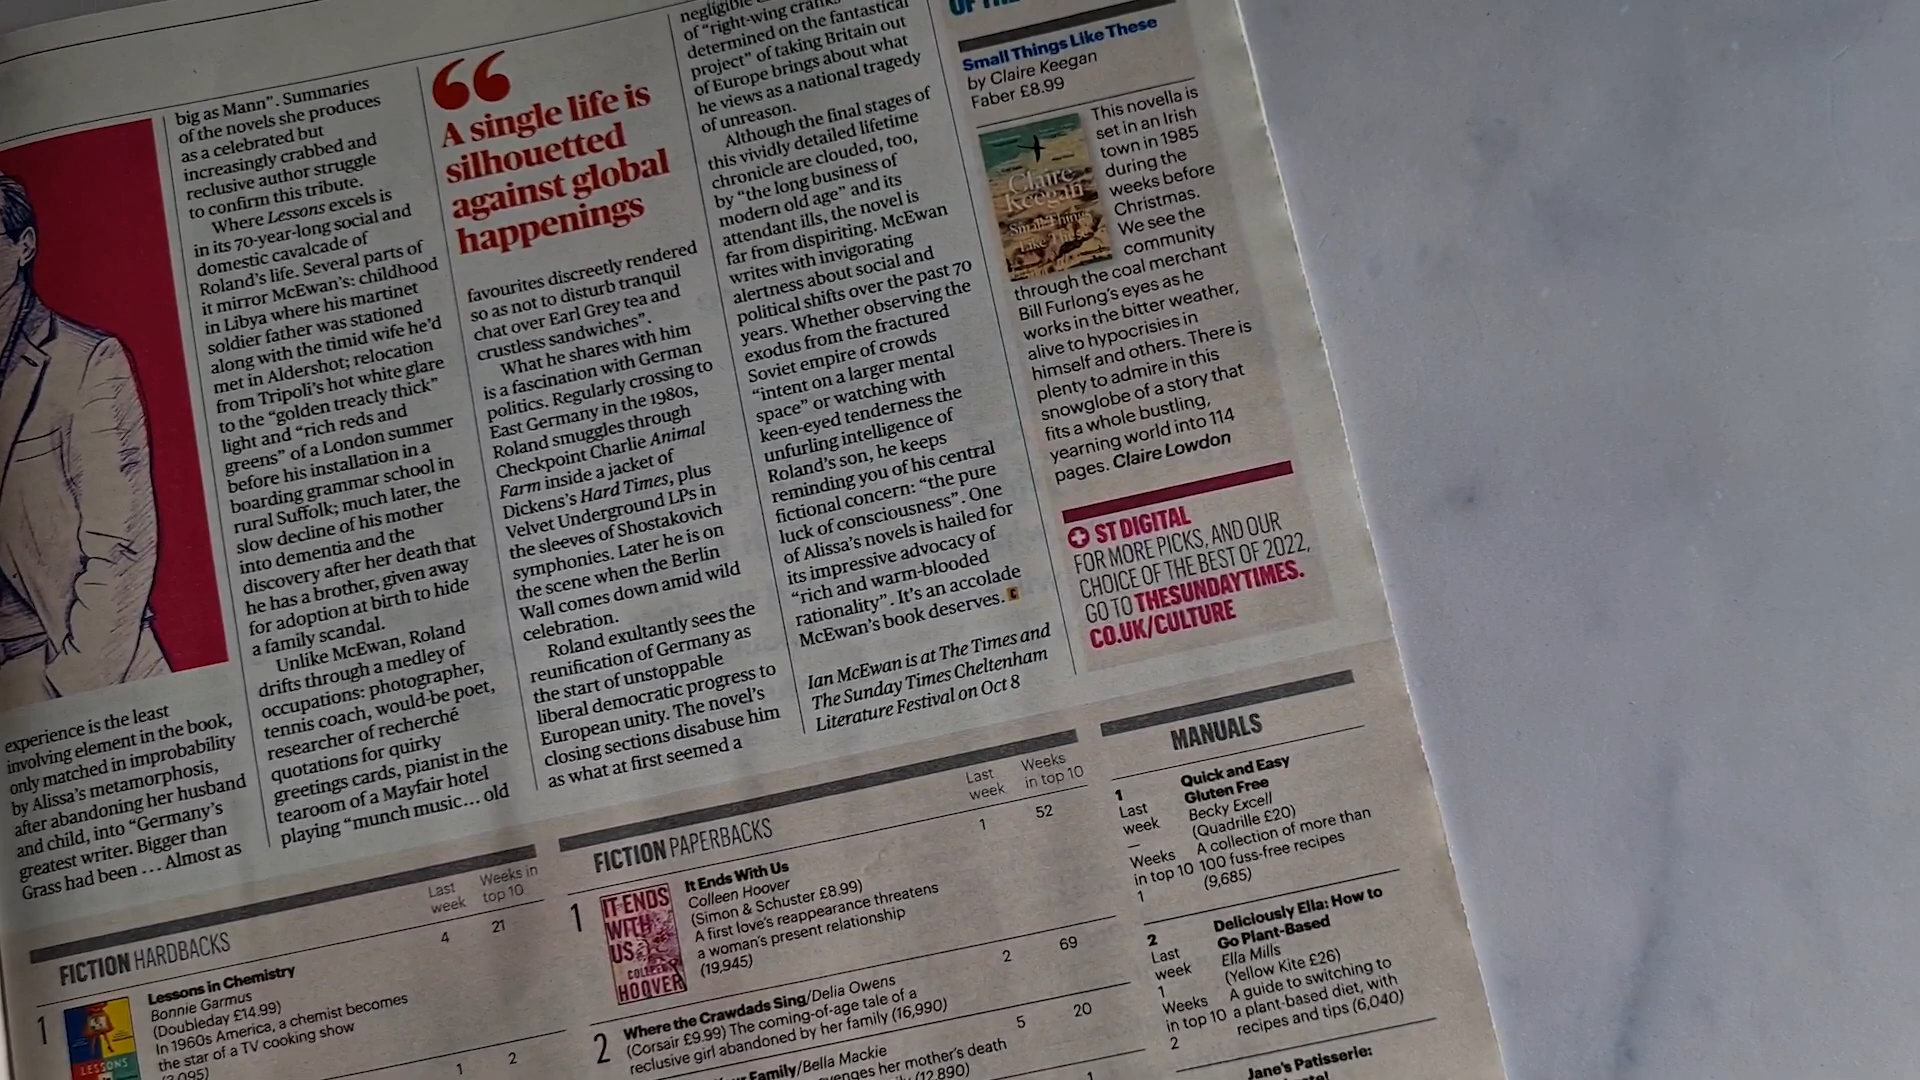 experience is the least
involving element in the book,
only matched in improbability
by Alissa's metamorphosis,
after abandoning her husband
and child, into "Germany's
greatest writer. Bigger than
Grass had been ... Almost as
big as Mann". Summaries
of the novels she produces
as a celebrated but
increasingly crabbed and
reclusive author struggle
to confirm this tribute.
Where Lessons excels is
in its 70-year-long social and
domestic cavalcade of
Roland's life. Several parts of
it mirror McEwan's: childhood
in Libya where his martinet
soldier father was stationed
along with the timid wife he'd
met in Aldershot; relocation
from Tripoli's hot white glare
to the "golden treacly thick"
light and "rich reds and
greens" of a London summer
before his installation in a
boarding grammar school in
rural Suffolk; much later, the
slow decline of his mother
into dementia and the
discovery after her death that
he has a brother, given away
for adoption at birth to hide
a family scandal.
Unlike McEwan, Roland
drifts through a medley of
occupations: photographer,
tennis coach, would-be poet,
researcher of recherché
quotations for quirky
greetings cards, pianist in the
tearoom of a Mayfair hotel
playing "munch music... old
“
A single life is
silhouetted
against global
happenings
favourites discreetly rendered
so as not to disturb tranquil
chat over Earl Grey tea and
crustless sandwiches".
What he shares with him
is a fascination with German
politics. Regularly crossing to
East Germany in the 1980s,
Roland smuggles through
Checkpoint Charlie Animal
Farm inside a jacket of
Dickens's Hard Times, plus
Velvet Underground LPs in
the sleeves of Shostakovich
symphonies. Later he is on
the scene when the Berlin
Wall comes down amid wild
celebration.
Roland exultantly sees the
reunification of Germany as
the start of unstoppable
liberal democratic progress to
European unity. The novel's
closing sections disabuse him
as what at first seemed a
negligible
of "right-wing cranks
determined on the fantastical
project" of taking Britain out
of Europe brings about what
he views as a national tragedy
of unreason.
Although the final stages of
this vividly detailed lifetime
chronicle are clouded, too,
by "the long business of
modern old age" and its
attendant ills, the novel is
far from dispiriting. McEwan
writes with invigorating
alertness about social and
political shifts over the past 70
years. Whether observing the
exodus from the fractured
Soviet empire of crowds
"intent on a larger mental
space" or watching with
keen-eyed tenderness the
unfurling intelligence of
Roland's son, he keeps
reminding you of his central
fictional concern: "the pure
luck of consciousness". One
of Alissa's novels is hailed for
its impressive advocacy of
"rich and warm-blooded
rationality". It's an accolade
McEwan's book deserves. C
Ian McEwan is at The Times and
The Sunday Times Cheltenham
Literature Festival on Oct 8
Small Things Like These
by Claire Keegan
Faber £8.99
Claire
Keegan
Small Things
Like These
This novella is
set in an Irish
town in 1985
during the
weeks before
Christmas.
We see the
community
through the coal merchant
Bill Furlong's eyes as he
works in the bitter weather,
alive to hypocrisies in
himself and others. There is
plenty to admire in this
snowglobe of a story that
fits a whole bustling,
yearning world into 114
pages. Claire Lowdon
ST DIGITAL
FOR MORE PICKS, AND OUR
CHOICE OF THE BEST OF 2022,
GO TO THESUNDAYTIMES.
CO.UK/CULTURE
FICTION HARDBACKS
Last week
Weeks in top 10
1
LESSONS
Lessons in Chemistry
Bonnie Garmus
(Doubleday £14.99)
In 1960s America, a chemist becomes
the star of a TV cooking show
4 21
1 2
FICTION PAPERBACKS
Last week
Weeks in top 10
1
IT ENDS
WITH
US
COLLEEN
HOOVER
It Ends With Us
Colleen Hoover
(Simon & Schuster £8.99)
A first love's reappearance threatens
a woman's present relationship
(19,945)
1 52
2
Where the Crawdads Sing/Delia Owens
(Corsair £9.99) The coming-of-age tale of a
reclusive girl abandoned by her family (16,990)
2 69
Family/Bella Mackie
her mother's death
(12,890)
5 20
1
MANUALS
1
Last
week
—
Weeks
in top 10
1
Quick and Easy
Gluten Free
Becky Excell
(Quadrille £20)
A collection of more than
100 fuss-free recipes
(9,685)
2
Last
week
1
Weeks
in top 10
2
Deliciously Ella: How to
Go Plant-Based
Ella Mills
(Yellow Kite £26)
A guide to switching to
a plant-based diet, with
recipes and tips (6,040)
Jane's Patisserie: